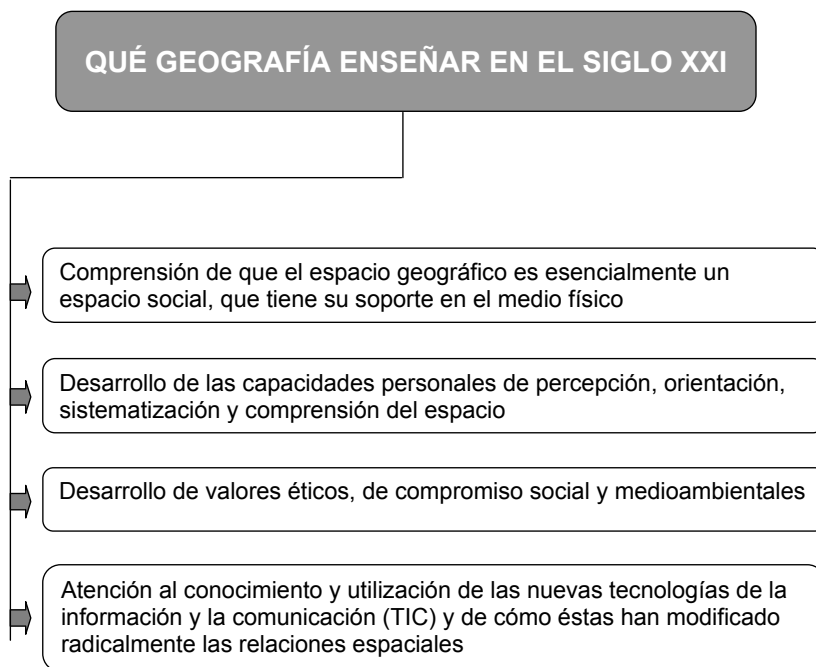 QUÉ GEOGRAFÍA ENSEÑAR EN EL SIGLO XXI
Comprensión de que el espacio geográfico es esencialmente un
espacio social, que tiene su soporte en el medio físico
Desarrollo de las capacidades personales de percepción, orientación,
sistematización y comprensión del espacio
Desarrollo de valores éticos, de compromiso social y medioambientales
Atención al conocimiento y utilización de las nuevas tecnologías de la
información y la comunicación (TIC) y de cómo éstas han modificado
radicalmente las relaciones espaciales